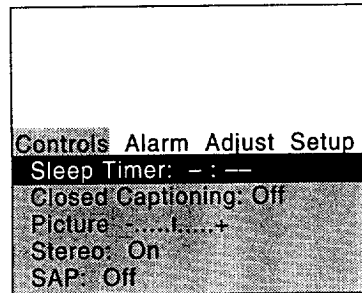 Controls Alarm Adjust Setup
Sleep Timer: – : ––
Closed Captioning: Off
Picture -.....I.....+
Stereo: On
SAP: Off